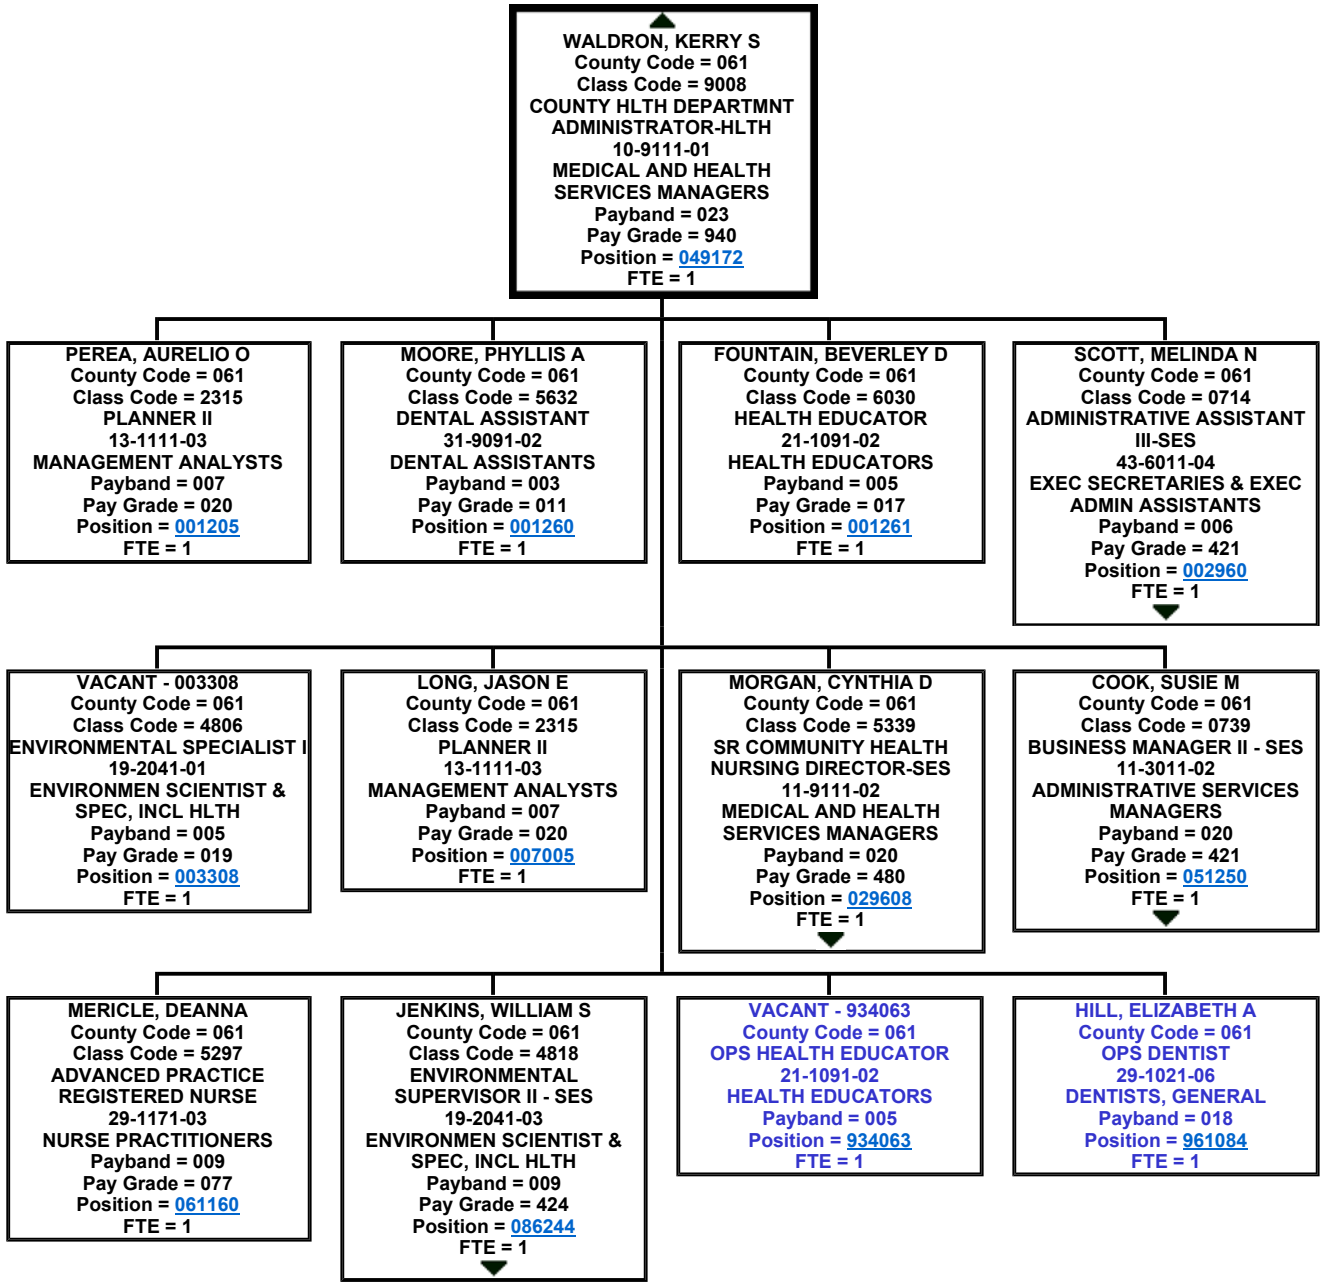 WALDRON, KERRY S
County Code = 061
Class Code = 9008
COUNTY HLTH DEPARTMNT
ADMINISTRATOR-HLTH
10-9111-01
MEDICAL AND HEALTH
SERVICES MANAGERS
Payband = 023
Pay Grade = 940
Position = 049172
FTE = 1
PEREA, AURELIO O
County Code = 061
Class Code = 2315
PLANNER II
13-1111-03
MANAGEMENT ANALYSTS
Payband = 007
Pay Grade = 020
Position = 001205
FTE = 1
MOORE, PHYLLIS A
County Code = 061
Class Code = 5632
DENTAL ASSISTANT
31-9091-02
DENTAL ASSISTANTS
Payband = 003
Pay Grade = 011
Position = 001260
FTE = 1
FOUNTAIN, BEVERLEY D
County Code = 061
Class Code = 6030
HEALTH EDUCATOR
21-1091-02
HEALTH EDUCATORS
Payband = 005
Pay Grade = 017
Position = 001261
FTE = 1
SCOTT, MELINDA N
County Code = 061
Class Code = 0714
ADMINISTRATIVE ASSISTANT
III-SES
43-6011-04
EXEC SECRETARIES & EXEC
ADMIN ASSISTANTS
Payband = 006
Pay Grade = 421
Position = 002960
FTE = 1
VACANT - 003308
County Code = 061
Class Code = 4806
ENVIRONMENTAL SPECIALIST I
19-2041-01
ENVIRONMEN SCIENTIST &
SPEC, INCL HLTH
Payband = 005
Pay Grade = 019
Position = 003308
FTE = 1
LONG, JASON E
County Code = 061
Class Code = 2315
PLANNER II
13-1111-03
MANAGEMENT ANALYSTS
Payband = 007
Pay Grade = 020
Position = 007005
FTE = 1
MORGAN, CYNTHIA D
County Code = 061
Class Code = 5339
SR COMMUNITY HEALTH
NURSING DIRECTOR-SES
11-9111-02
MEDICAL AND HEALTH
SERVICES MANAGERS
Payband = 020
Pay Grade = 480
Position = 029608
FTE = 1
COOK, SUSIE M
County Code = 061
Class Code = 0739
BUSINESS MANAGER II - SES
11-3011-02
ADMINISTRATIVE SERVICES
MANAGERS
Payband = 020
Pay Grade = 421
Position = 051250
FTE = 1
MERICLE, DEANNA
County Code = 061
Class Code = 5297
ADVANCED PRACTICE
REGISTERED NURSE
29-1171-03
NURSE PRACTITIONERS
Payband = 009
Pay Grade = 077
Position = 061160
FTE = 1
JENKINS, WILLIAM S
County Code = 061
Class Code = 4818
ENVIRONMENTAL
SUPERVISOR II - SES
19-2041-03
ENVIRONMEN SCIENTIST &
SPEC, INCL HLTH
Payband = 009
Pay Grade = 424
Position = 086244
FTE = 1
VACANT - 934063
County Code = 061
OPS HEALTH EDUCATOR
21-1091-02
HEALTH EDUCATORS
Payband = 005
Position = 934063
FTE = 1
HILL, ELIZABETH A
County Code = 061
OPS DENTIST
29-1021-06
DENTISTS, GENERAL
Payband = 018
Position = 961084
FTE = 1